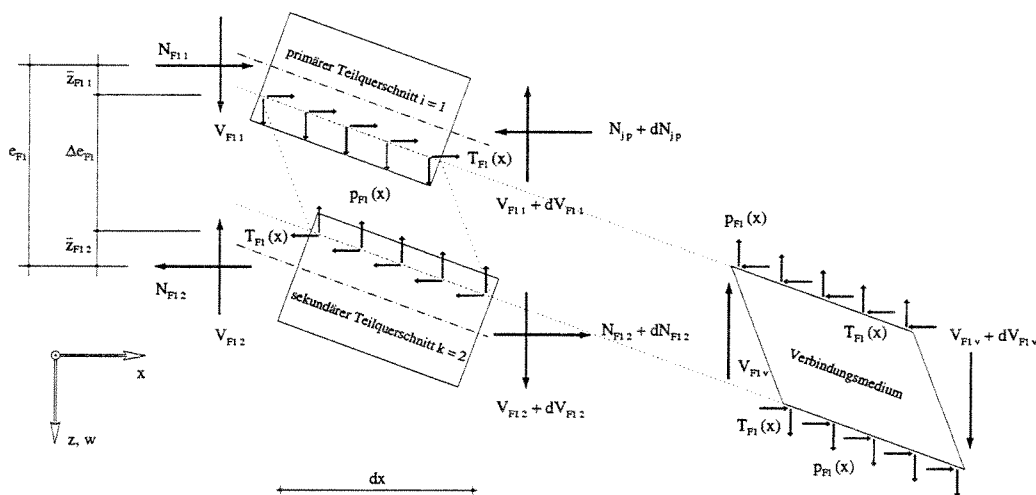 N_F1 1
z̄_F1 1
V_F1 1
e_F1
Δe_F1
z̄_F1 2
N_F1 2
V_F1 2
primärer Teilquerschnitt i = 1
T_F1(x)
p_F1(x)
N_jp + dN_jp
V_F1 1 + dV_F1 1
T_F1(x)
sekundärer Teilquerschnitt k = 2
N_F1 2 + dN_F1 2
V_F1 2 + dV_F1 2
x
z, w
dx
p_F1(x)
T_F1(x)
V_F1 v
V_F1 v + dV_F1 v
Verbindungsmedium
T_F1(x)
p_F1(x)